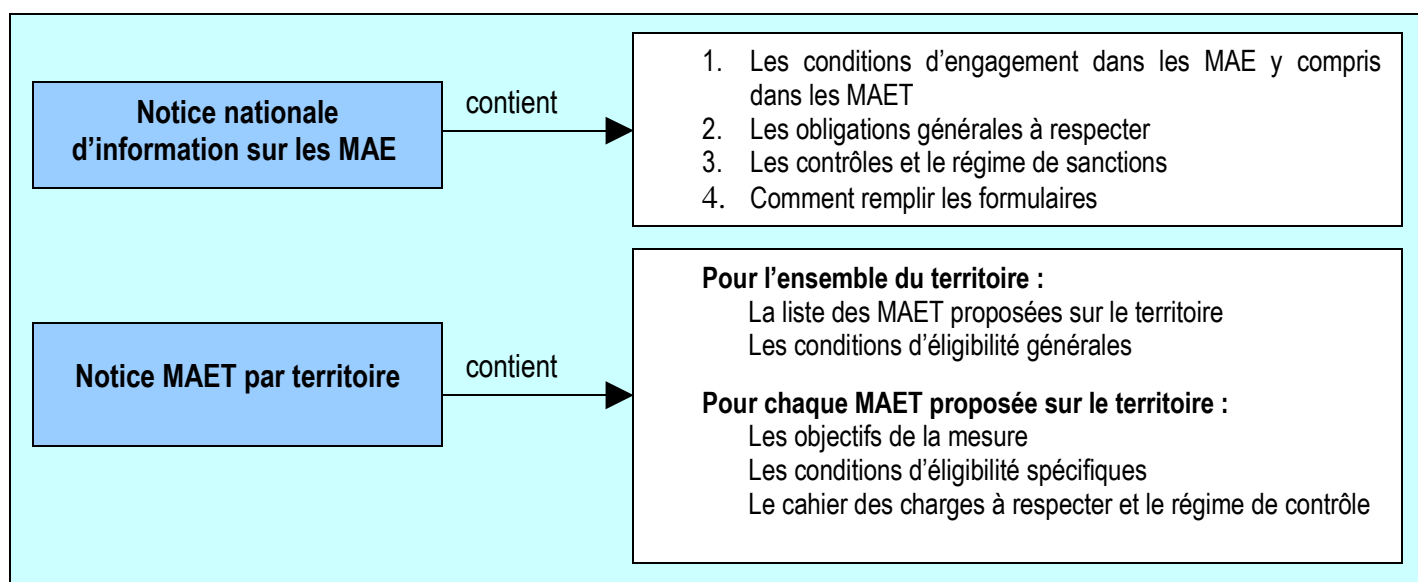 Notice nationale
d’information sur les MAE
contient
1. Les conditions d’engagement dans les MAE y compris
dans les MAET
2. Les obligations générales à respecter
3. Les contrôles et le régime de sanctions
4. Comment remplir les formulaires
Notice MAET par territoire
contient
Pour l’ensemble du territoire :
La liste des MAET proposées sur le territoire
Les conditions d’éligibilité générales
Pour chaque MAET proposée sur le territoire :
Les objectifs de la mesure
Les conditions d’éligibilité spécifiques
Le cahier des charges à respecter et le régime de contrôle